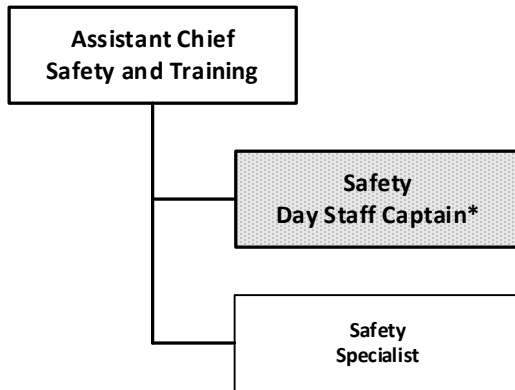 Assistant Chief
Safety and Training
Safety
Day Staff Captain*
Safety
Specialist